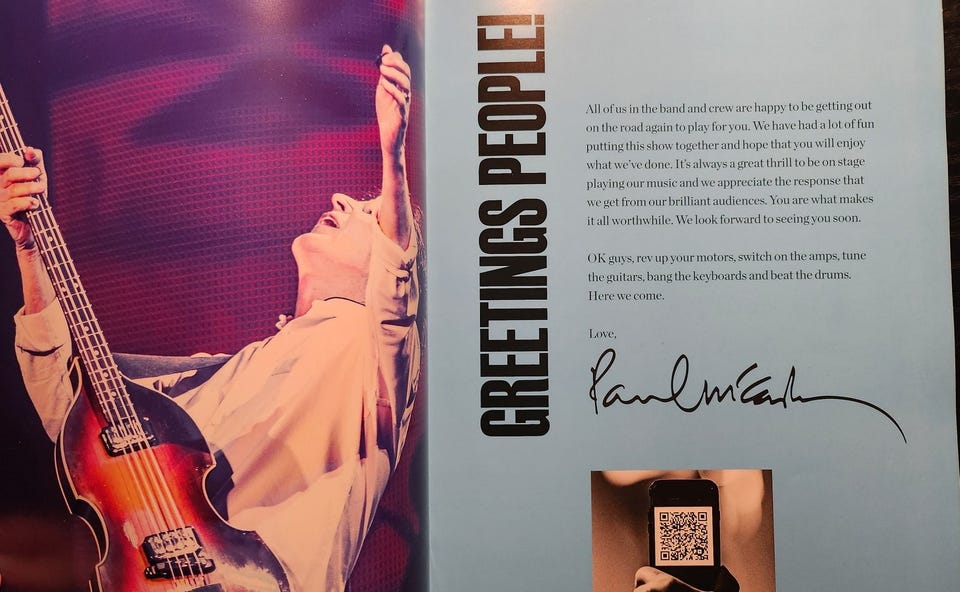 GREETINGS PEOPLE!
All of us in the band and crew are happy to be getting out
on the road again to play for you. We have had a lot of fun
putting this show together and hope that you will enjoy
what we've done. It's always a great thrill to be on stage
playing our music and we appreciate the response that
we get from our brilliant audiences. You are what makes
it all worthwhile. We look forward to seeing you soon.
OK guys, rev up your motors, switch on the amps, tune
the guitars, bang the keyboards and beat the drums.
Here we come.
Love,
Paul McCartney